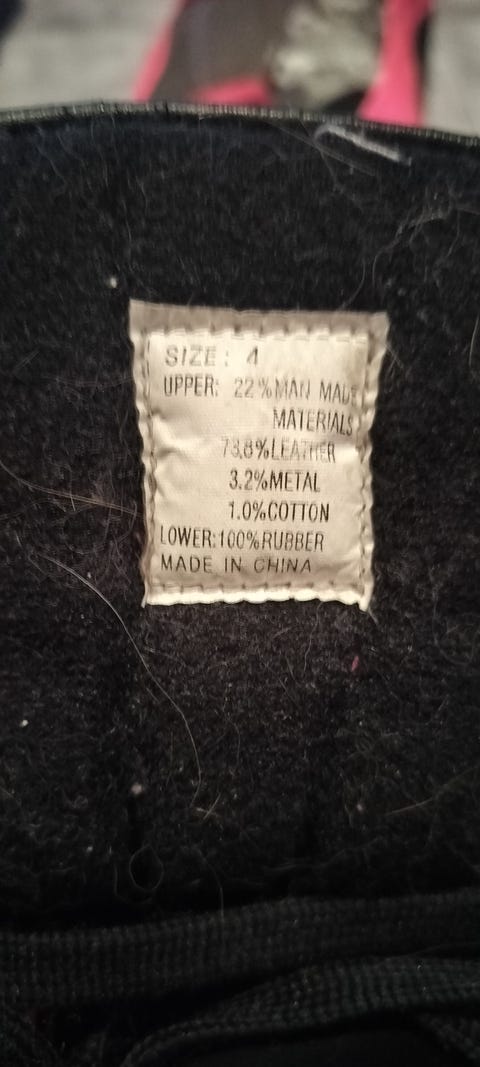 SIZE: 4
UPPER: 22%MAN MADE
MATERIALS
73.8%LEATHER
3.2%METAL
1.0%COTTON
LOWER:100%RUBBER
MADE IN CHINA